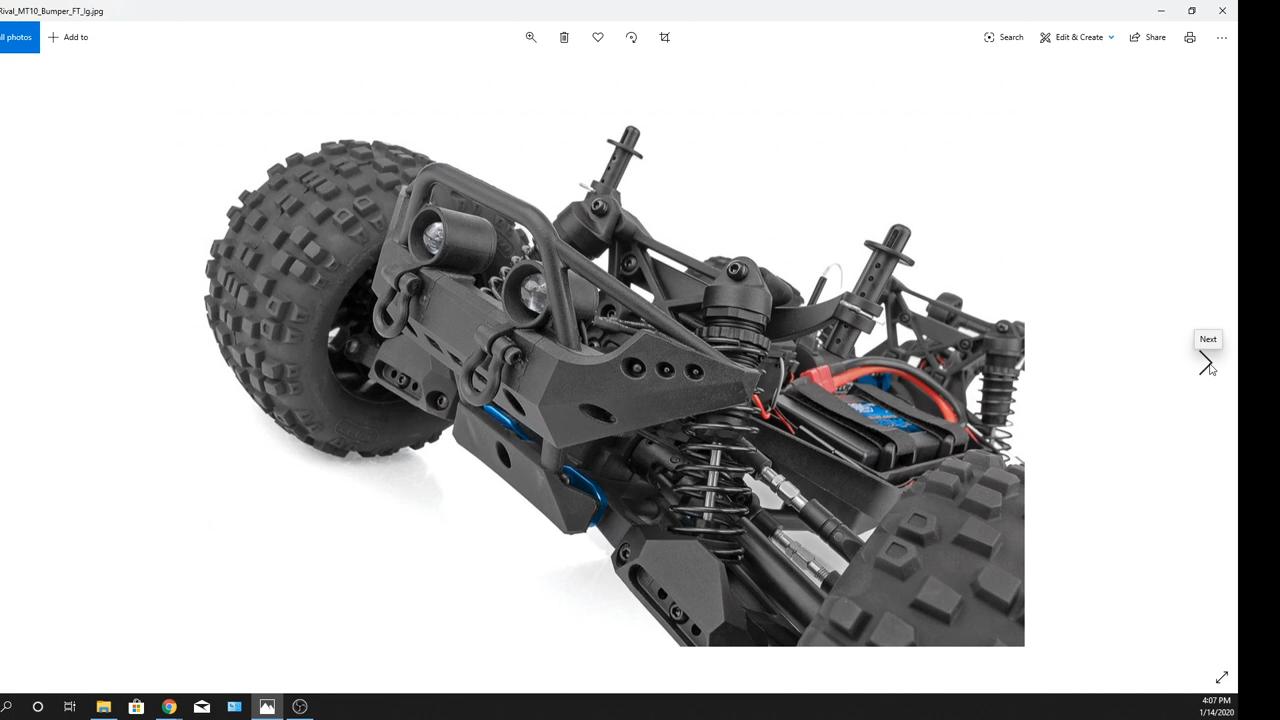 Rival_MT10_Bumper_FT_lg.jpg
ll photos
Add to
Search
Edit & Create
Share
Next
4:07 PM
1/14/2020